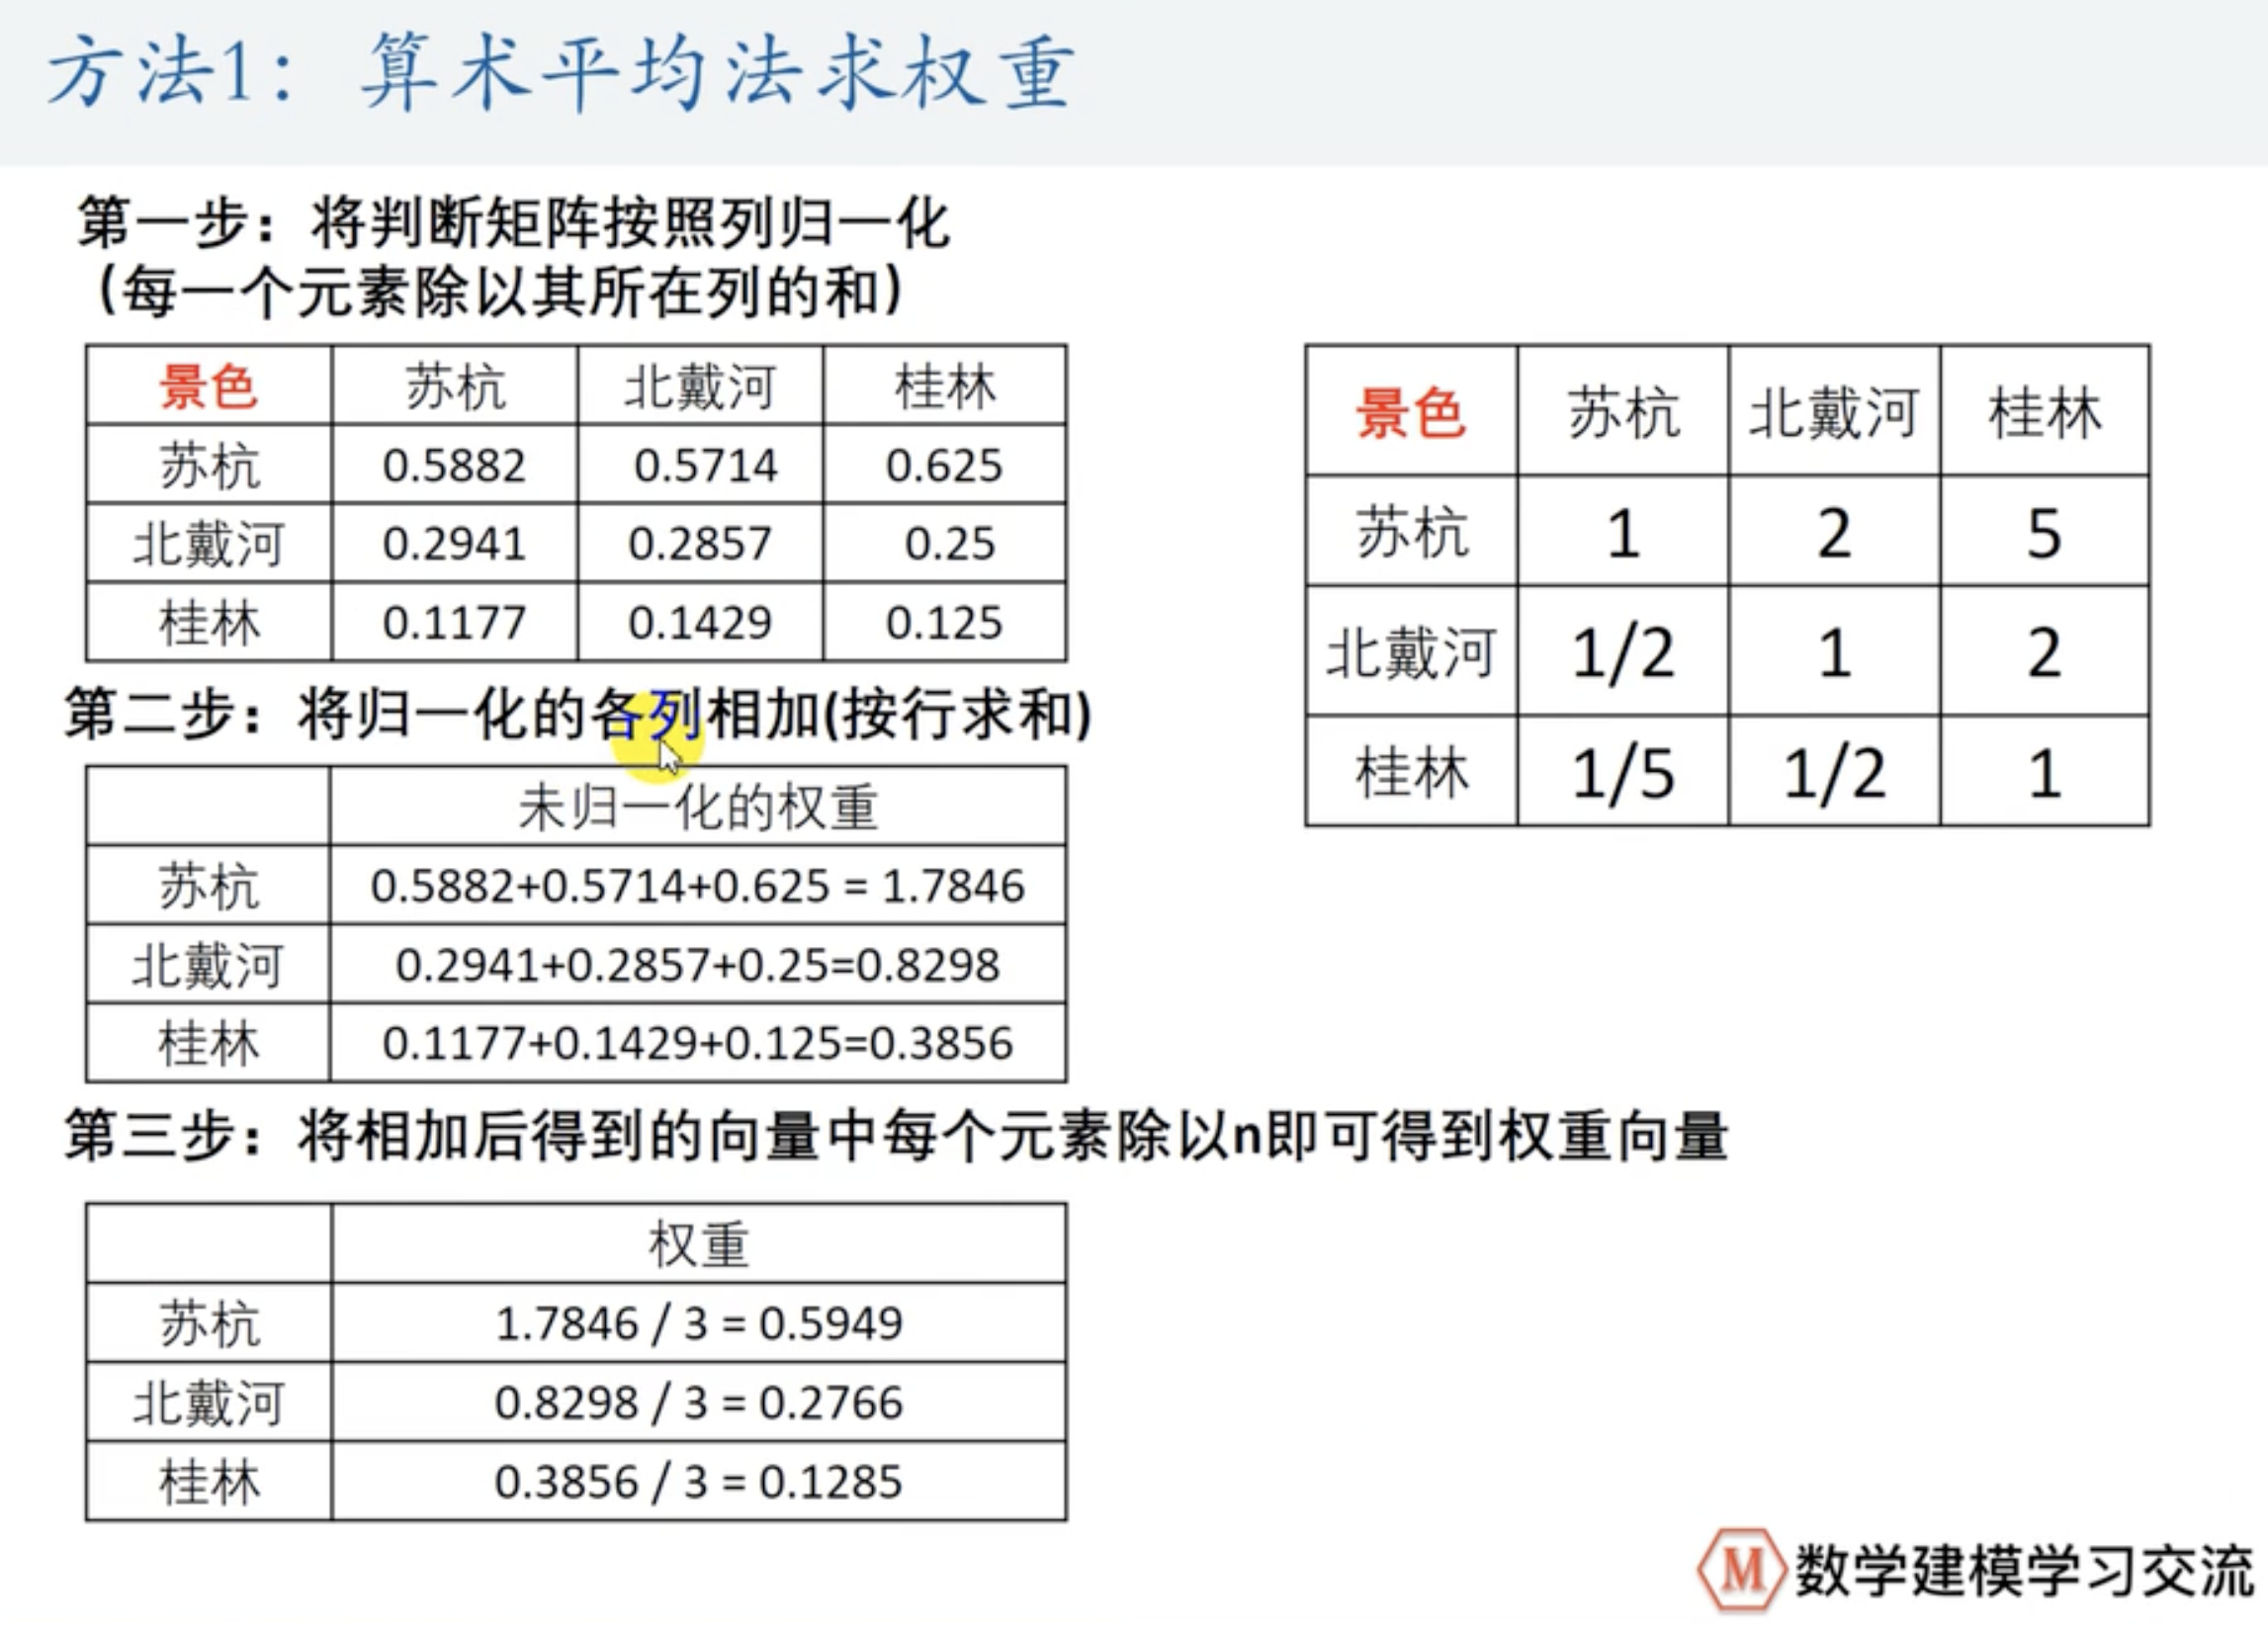 方法1：算术平均法求权重
第一步：将判断矩阵按照列归一化
（每一个元素除以其所在列的和）
景色 苏杭 北戴河 桂林
苏杭 0.5882 0.5714 0.625
北戴河 0.2941 0.2857 0.25
桂林 0.1177 0.1429 0.125
景色 苏杭 北戴河 桂林
苏杭 1 2 5
北戴河 1/2 1 2
桂林 1/5 1/2 1
第二步：将归一化的各列相加(按行求和)
未归一化的权重
苏杭 0.5882+0.5714+0.625 = 1.7846
北戴河 0.2941+0.2857+0.25=0.8298
桂林 0.1177+0.1429+0.125=0.3856
第三步：将相加后得到的向量中每个元素除以n即可得到权重向量
权重
苏杭 1.7846 / 3 = 0.5949
北戴河 0.8298 / 3 = 0.2766
桂林 0.3856 / 3 = 0.1285
M 数学建模学习交流